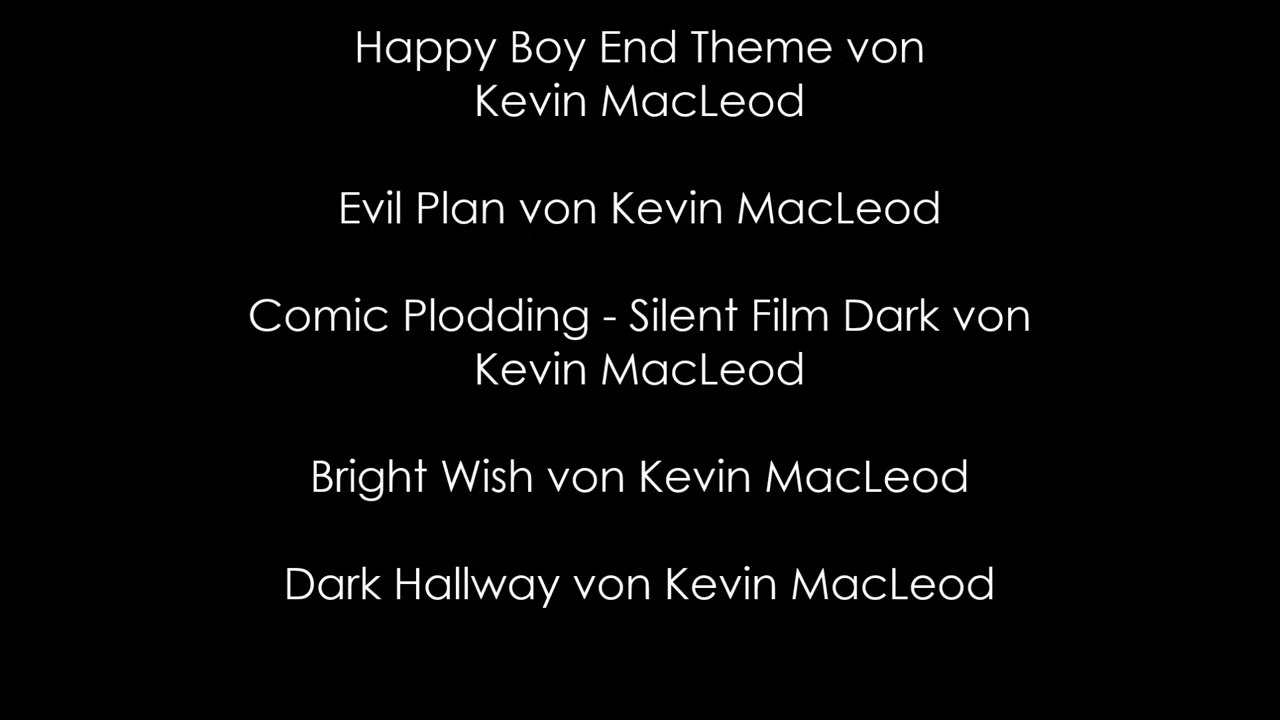 Happy Boy End Theme von
Kevin MacLeod
Evil Plan von Kevin MacLeod
Comic Plodding - Silent Film Dark von
Kevin MacLeod
Bright Wish von Kevin MacLeod
Dark Hallway von Kevin MacLeod